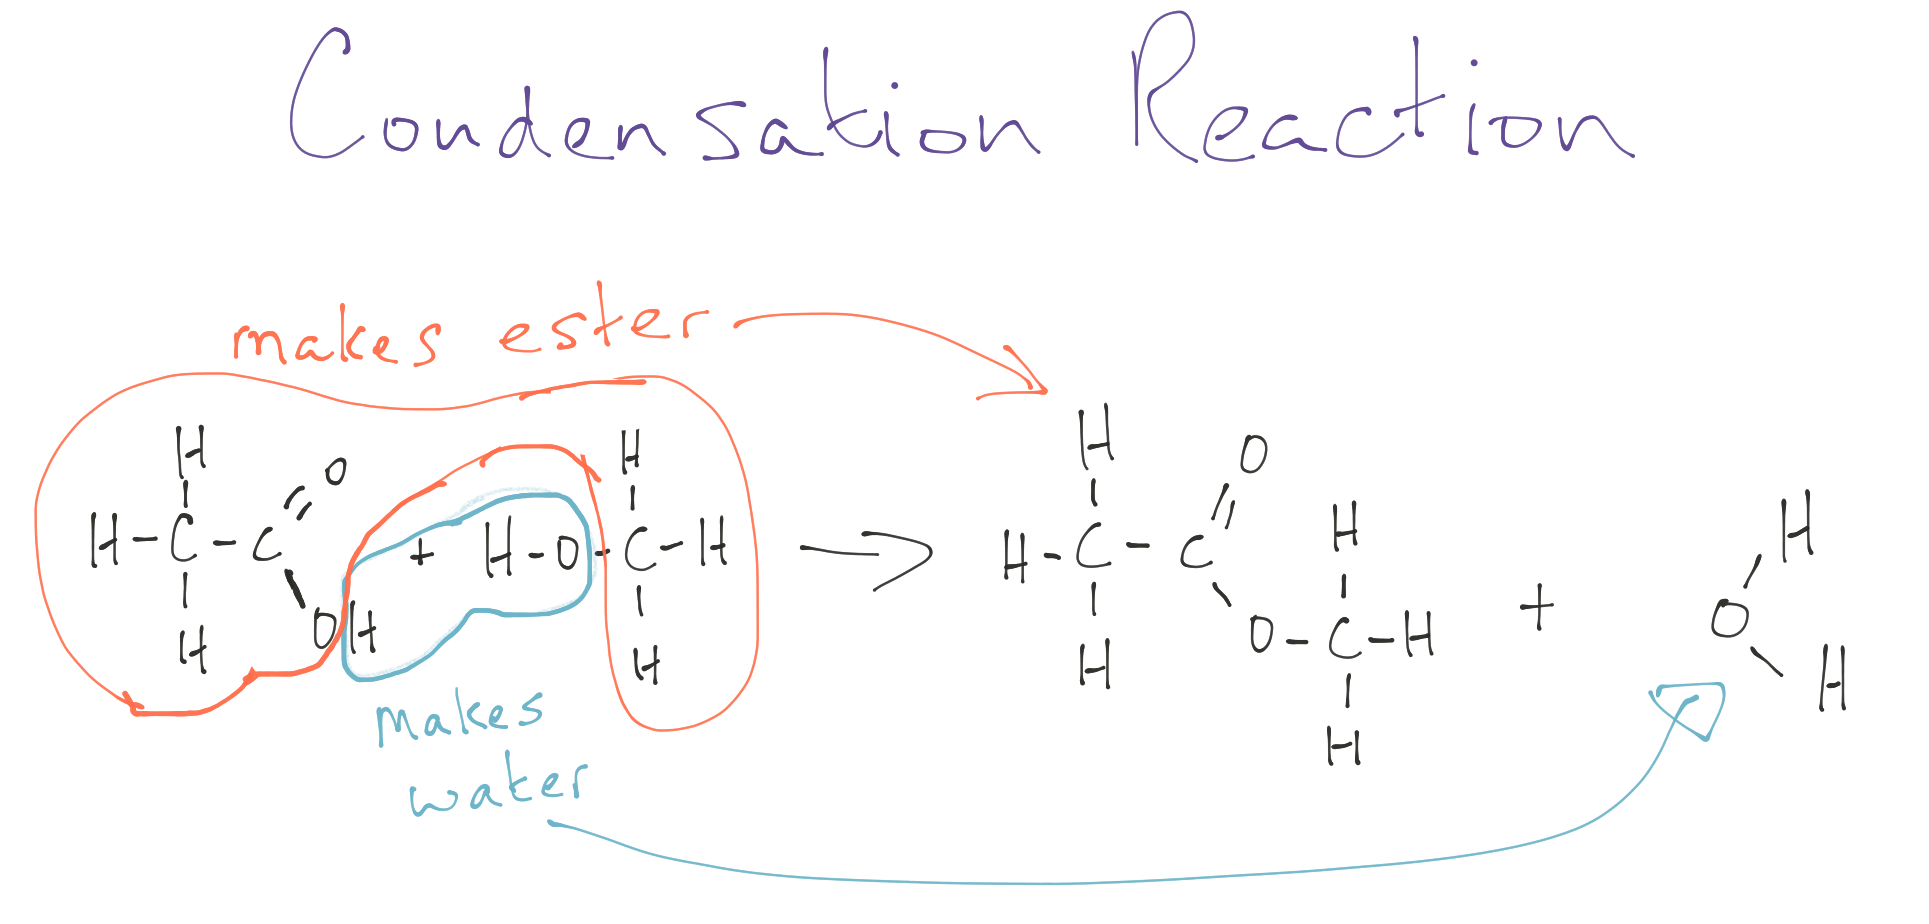 Condensation Reaction
makes ester
H H
H-C-C=O + H-O-C-H → H-C-C=O + H
H OH H H O-C-H O
H H
makes
water